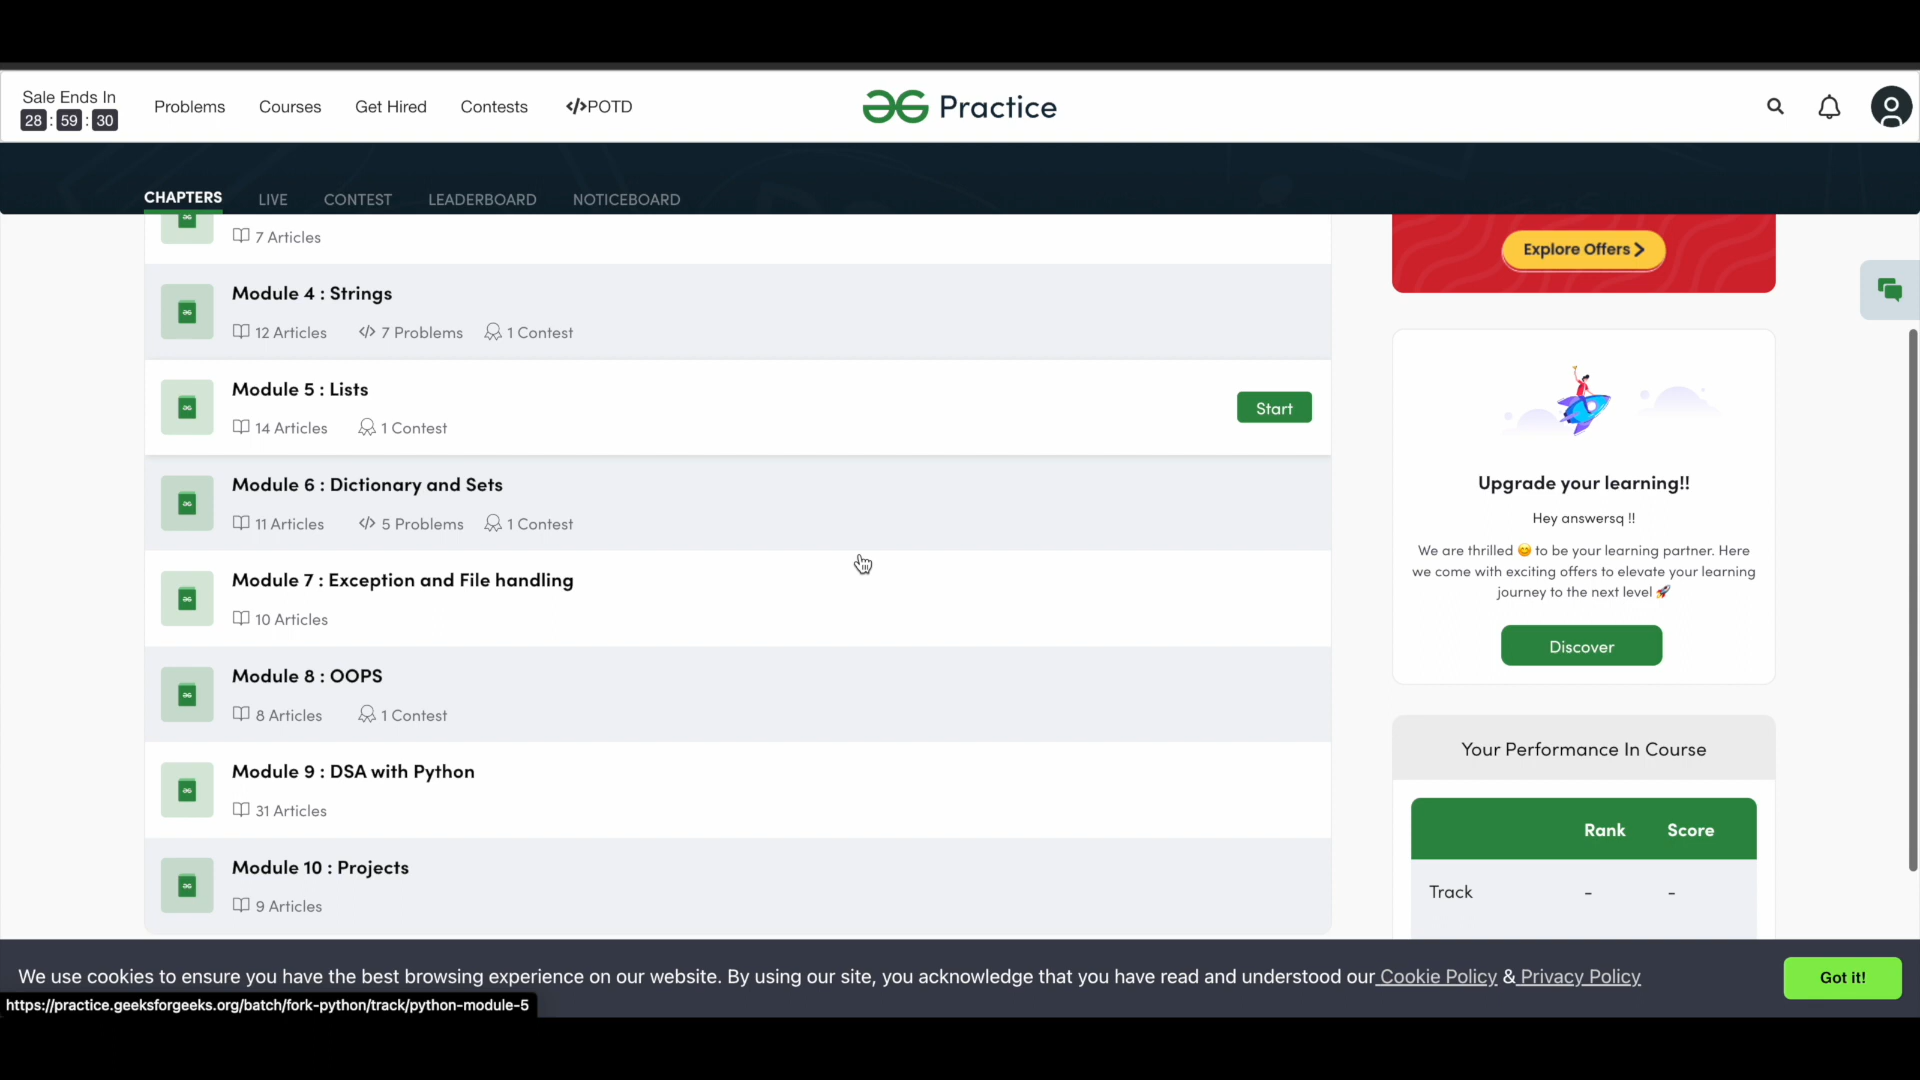 Sale Ends In
28 : 59 : 30
Problems
Courses
Get Hired
Contests
</>POTD
Practice
CHAPTERS
LIVE
CONTEST
LEADERBOARD
NOTICEBOARD
7 Articles
Module 4 : Strings
12 Articles </> 7 Problems 1 Contest
Module 5 : Lists
14 Articles 1 Contest
Start
Module 6 : Dictionary and Sets
11 Articles </> 5 Problems 1 Contest
Module 7 : Exception and File handling
10 Articles
Module 8 : OOPS
8 Articles 1 Contest
Module 9 : DSA with Python
31 Articles
Module 10 : Projects
9 Articles
Explore Offers
Upgrade your learning!!
Hey answersq !!
We are thrilled 😊 to be your learning partner. Here
we come with exciting offers to elevate your learning
journey to the next level 🚀
Discover
Your Performance In Course
Rank Score
Track - -
We use cookies to ensure you have the best browsing experience on our website. By using our site, you acknowledge that you have read and understood our Cookie Policy & Privacy Policy
Got it!
https://practice.geeksforgeeks.org/batch/fork-python/track/python-module-5